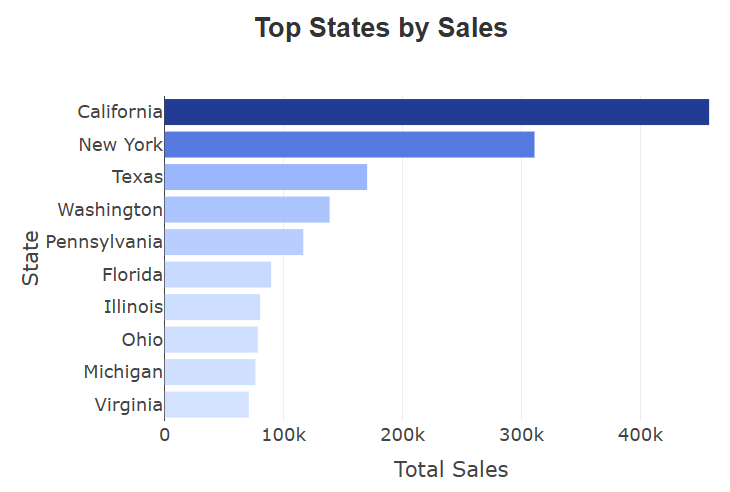 Top States by Sales
State
California
New York
Texas
Washington
Pennsylvania
Florida
Illinois
Ohio
Michigan
Virginia
0 100k 200k 300k 400k
Total Sales